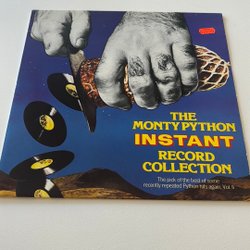 THE
MONTY PYTHON
INSTANT
RECORD
COLLECTION
The pick of the best of some
recently repeated Python hits again, Vol. II